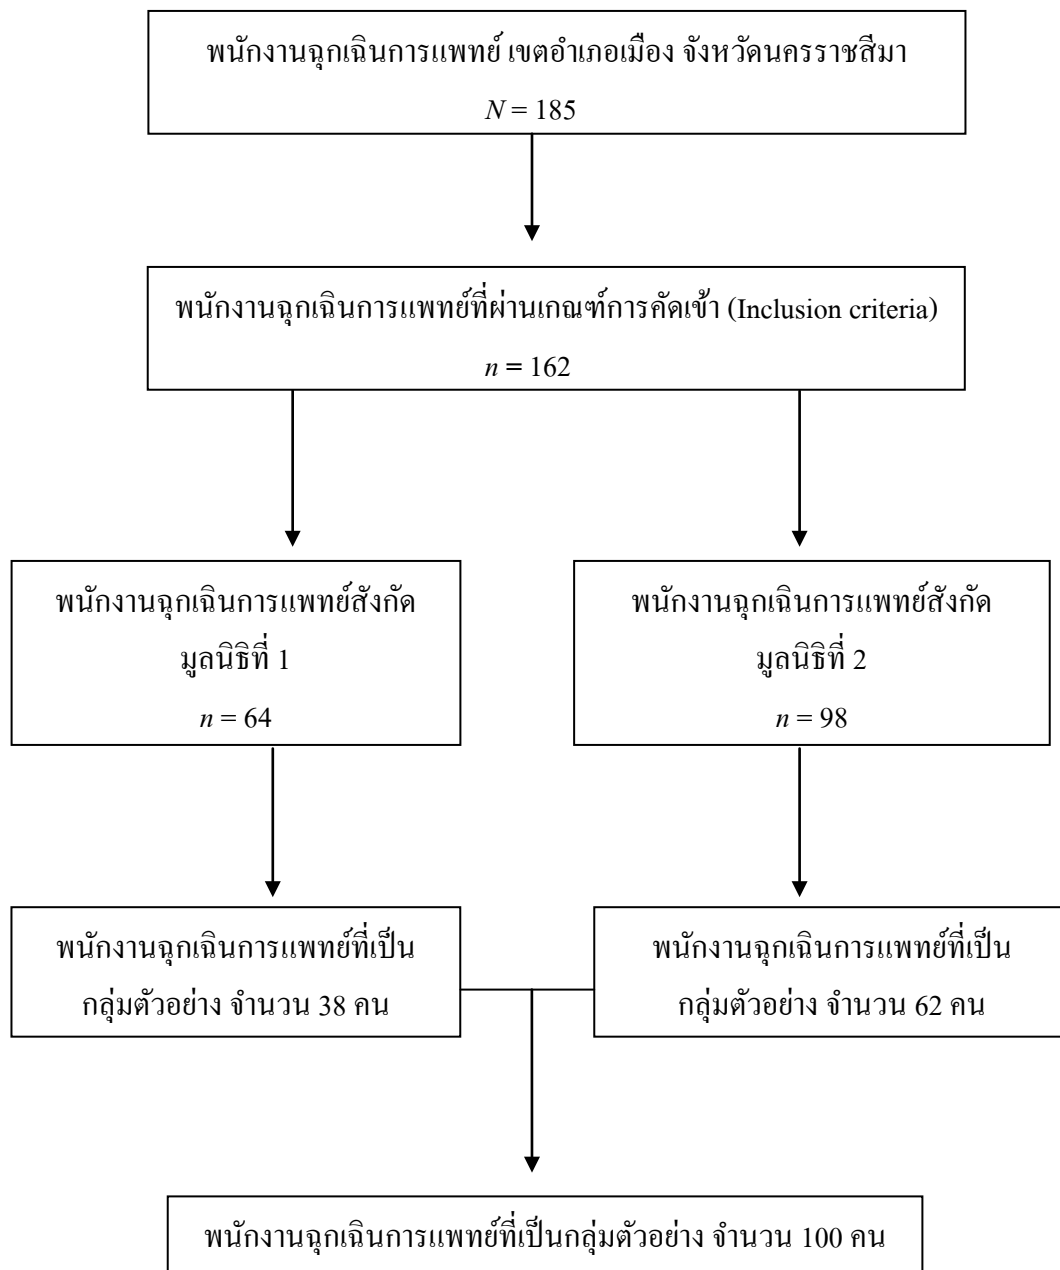 พนักงานฉุกเฉินการแพทย์ เขตอำเภอเมือง จังหวัดนครราชสีมา
N = 185
พนักงานฉุกเฉินการแพทย์ที่ผ่านเกณฑ์การคัดเข้า (Inclusion criteria)
n = 162
พนักงานฉุกเฉินการแพทย์สังกัด
มูลนิธิที่ 1
n = 64
พนักงานฉุกเฉินการแพทย์สังกัด
มูลนิธิที่ 2
n = 98
พนักงานฉุกเฉินการแพทย์ที่เป็น
กลุ่มตัวอย่าง จำนวน 38 คน
พนักงานฉุกเฉินการแพทย์ที่เป็น
กลุ่มตัวอย่าง จำนวน 62 คน
พนักงานฉุกเฉินการแพทย์ที่เป็นกลุ่มตัวอย่าง จำนวน 100 คน